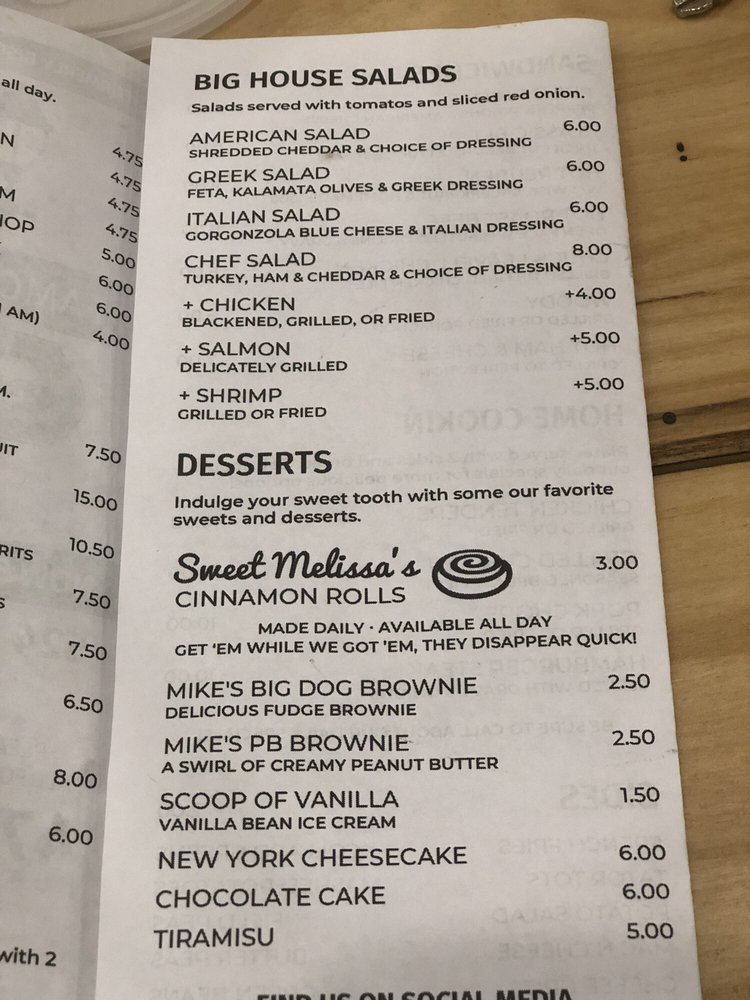 all day.
N
4.75
4.75
M
4.75
HOP
4.75
5.00
6.00
AM)
6.00
4.00
M.
UIT
7.50
15.00
RITS
10.50
S
7.50
7.50
6.50
8.00
6.00
with 2
BIG HOUSE SALADS
Salads served with tomatos and sliced red onion.
AMERICAN SALAD 6.00
SHREDDED CHEDDAR & CHOICE OF DRESSING
GREEK SALAD 6.00
FETA, KALAMATA OLIVES & GREEK DRESSING
ITALIAN SALAD 6.00
GORGONZOLA BLUE CHEESE & ITALIAN DRESSING
CHEF SALAD 8.00
TURKEY, HAM & CHEDDAR & CHOICE OF DRESSING
+ CHICKEN +4.00
BLACKENED, GRILLED, OR FRIED
+ SALMON +5.00
DELICATELY GRILLED
+ SHRIMP +5.00
GRILLED OR FRIED
DESSERTS
Indulge your sweet tooth with some our favorite
sweets and desserts.
Sweet Melissa's 3.00
CINNAMON ROLLS
MADE DAILY · AVAILABLE ALL DAY
GET 'EM WHILE WE GOT 'EM, THEY DISAPPEAR QUICK!
MIKE'S BIG DOG BROWNIE 2.50
DELICIOUS FUDGE BROWNIE
MIKE'S PB BROWNIE 2.50
A SWIRL OF CREAMY PEANUT BUTTER
SCOOP OF VANILLA 1.50
VANILLA BEAN ICE CREAM
NEW YORK CHEESECAKE 6.00
CHOCOLATE CAKE 6.00
TIRAMISU 5.00
FIND US ON SOCIAL MEDIA